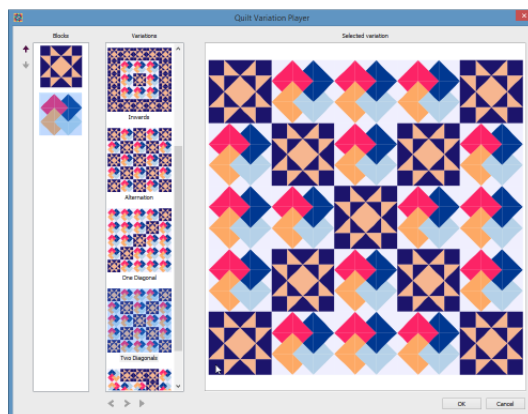 Quilt Variation Player
Blocks
Variations
Selected variation
Inwards
Alternation
One Diagonal
Two Diagonals
OK
Cancel